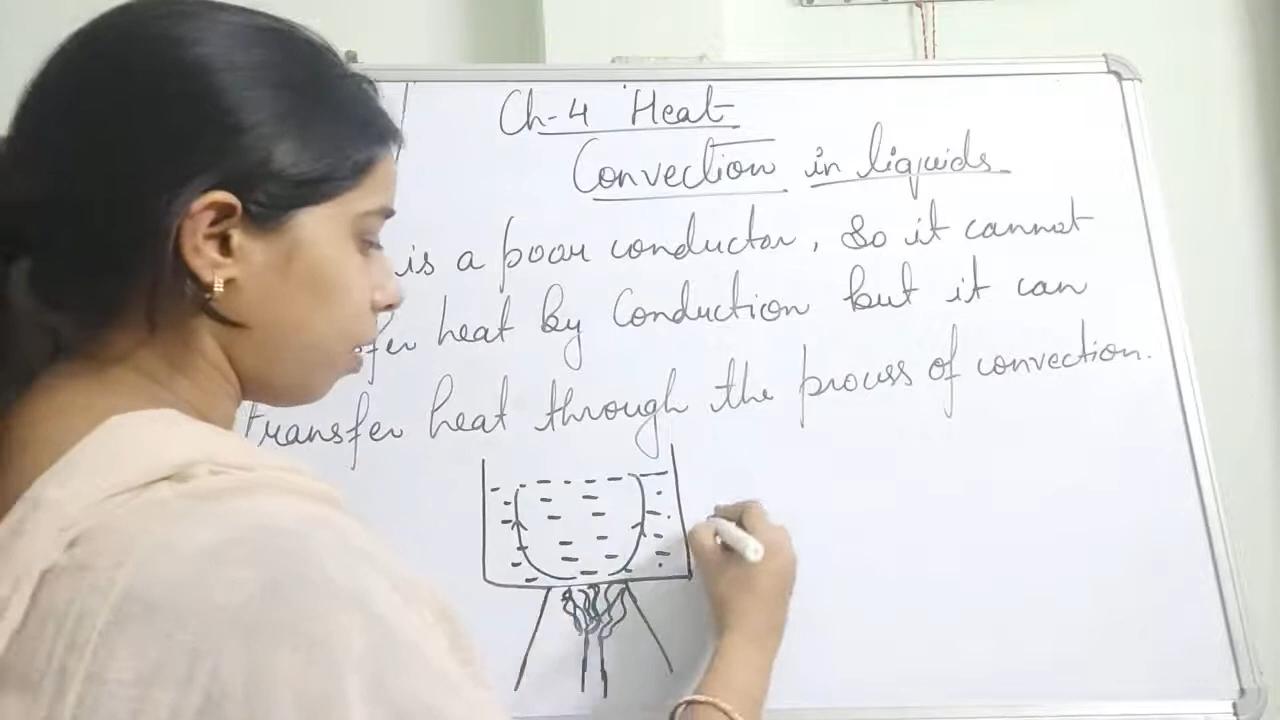 Ch-4 Heat
Convection in liquids
is a poor conductor, So it cannot
fer heat by Conduction but it can
transfer heat through the process of convection.